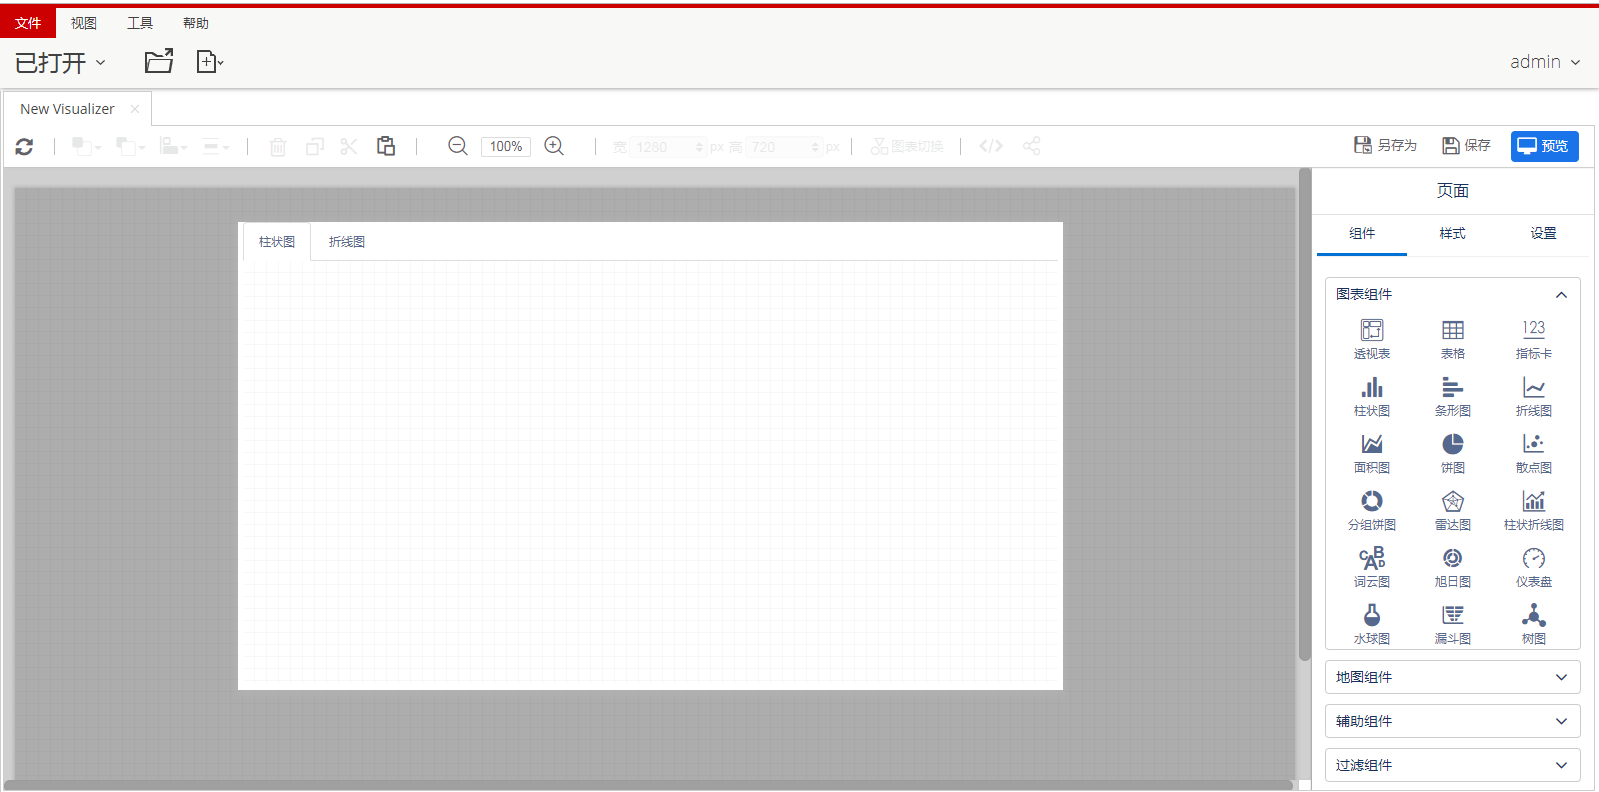 文件 视图 工具 帮助
已打开
admin
New Visualizer
100% 宽 1280 px 高 720 px 图表切换 另存为 保存 预览
页面
组件 样式 设置
柱状图 折线图
图表组件
123
透视表 表格 指标卡
柱状图 条形图 折线图
面积图 饼图 散点图
分组饼图 雷达图 柱状折线图
C A B D
词云图 旭日图 仪表盘
水球图 漏斗图 树图
地图组件
辅助组件
过滤组件